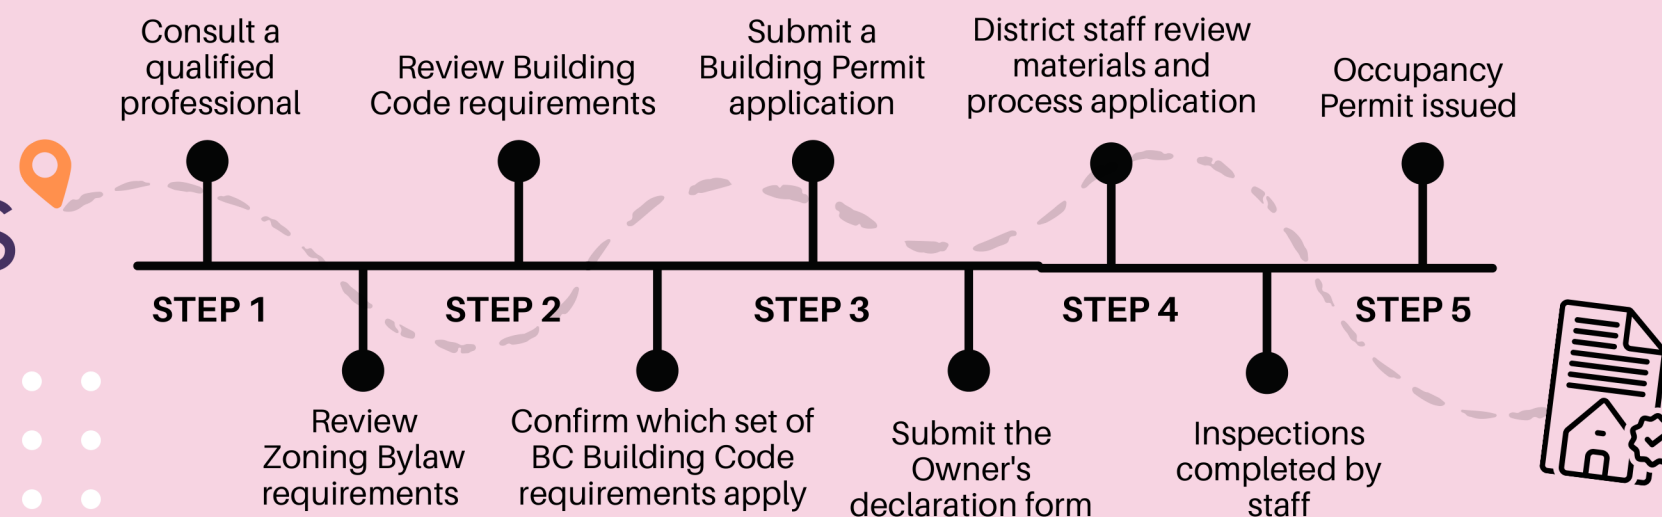 Consult a
qualified
professional
Review Building
Code requirements
Submit a
Building Permit
application
District staff review
materials and
process application
Occupancy
Permit issued
STEP 1
STEP 2
STEP 3
STEP 4
STEP 5
Review
Zoning Bylaw
requirements
Confirm which set of
BC Building Code
requirements apply
Submit the
Owner's
declaration form
Inspections
completed by
staff